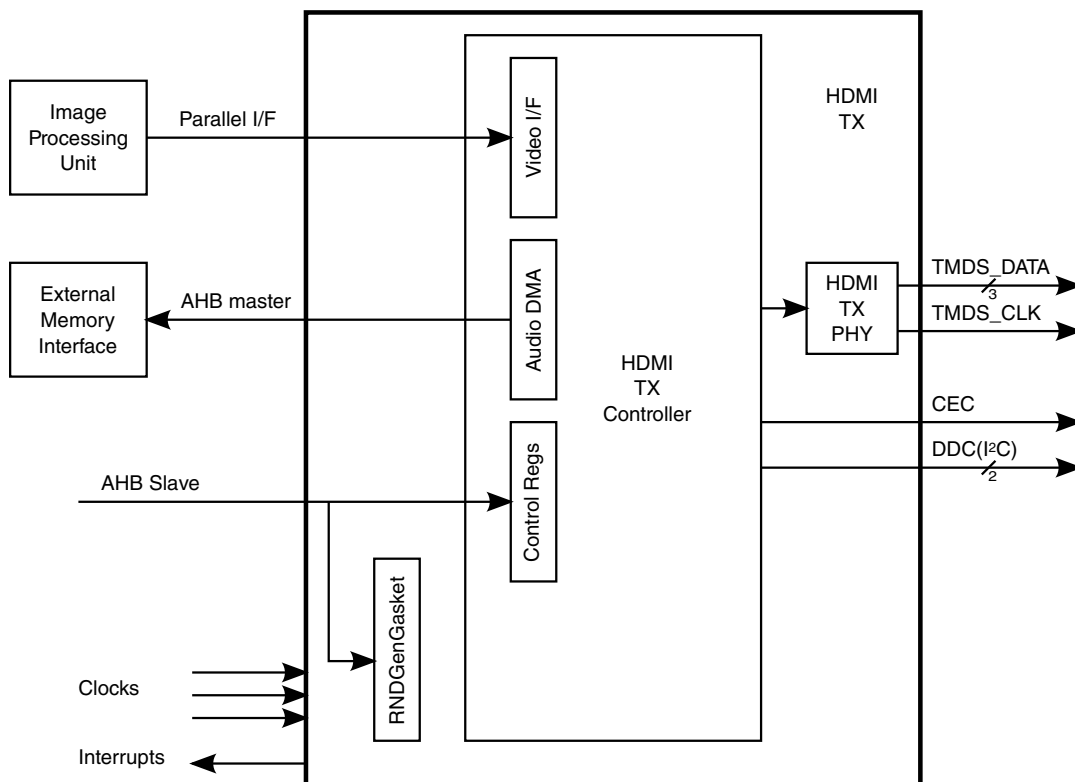 Image
Processing
Unit
Parallel I/F
Video I/F
HDMI
TX
External
Memory
Interface
AHB master
Audio DMA
HDMI
TX
Controller
HDMI
TX
PHY
TMDS_DATA
3
TMDS_CLK
CEC
DDC(I²C)
2
AHB Slave
Control Regs
RNDGenGasket
Clocks
Interrupts